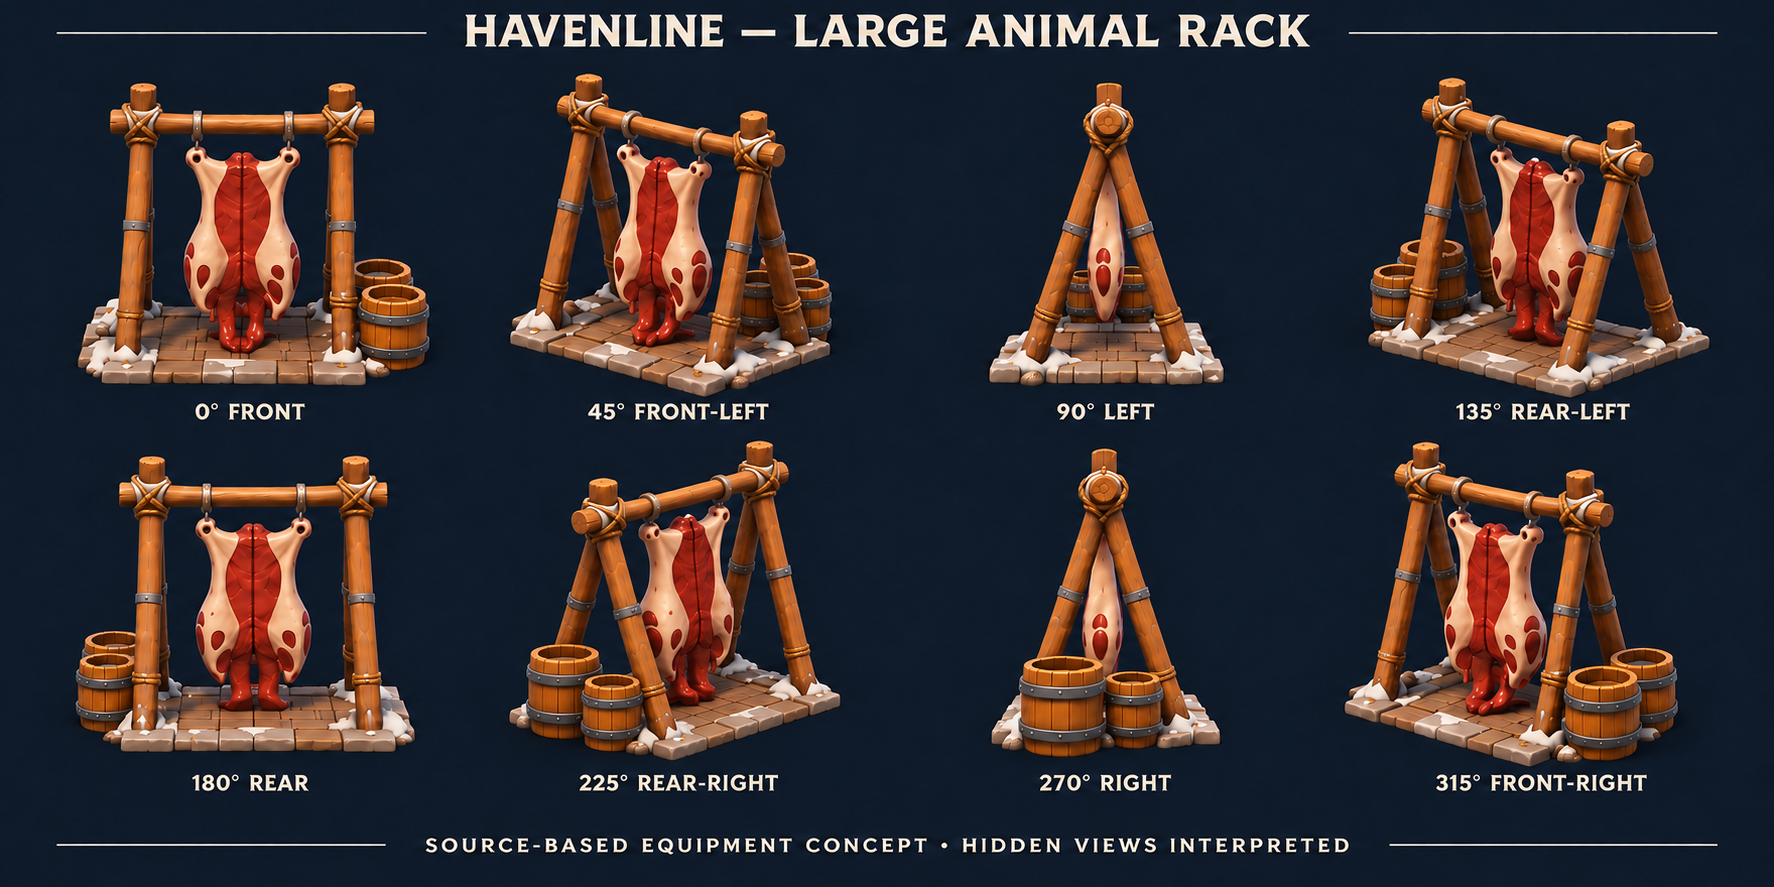 HAVENLINE — LARGE ANIMAL RACK
0° FRONT
45° FRONT-LEFT
90° LEFT
135° REAR-LEFT
180° REAR
225° REAR-RIGHT
270° RIGHT
315° FRONT-RIGHT
SOURCE-BASED EQUIPMENT CONCEPT • HIDDEN VIEWS INTERPRETED